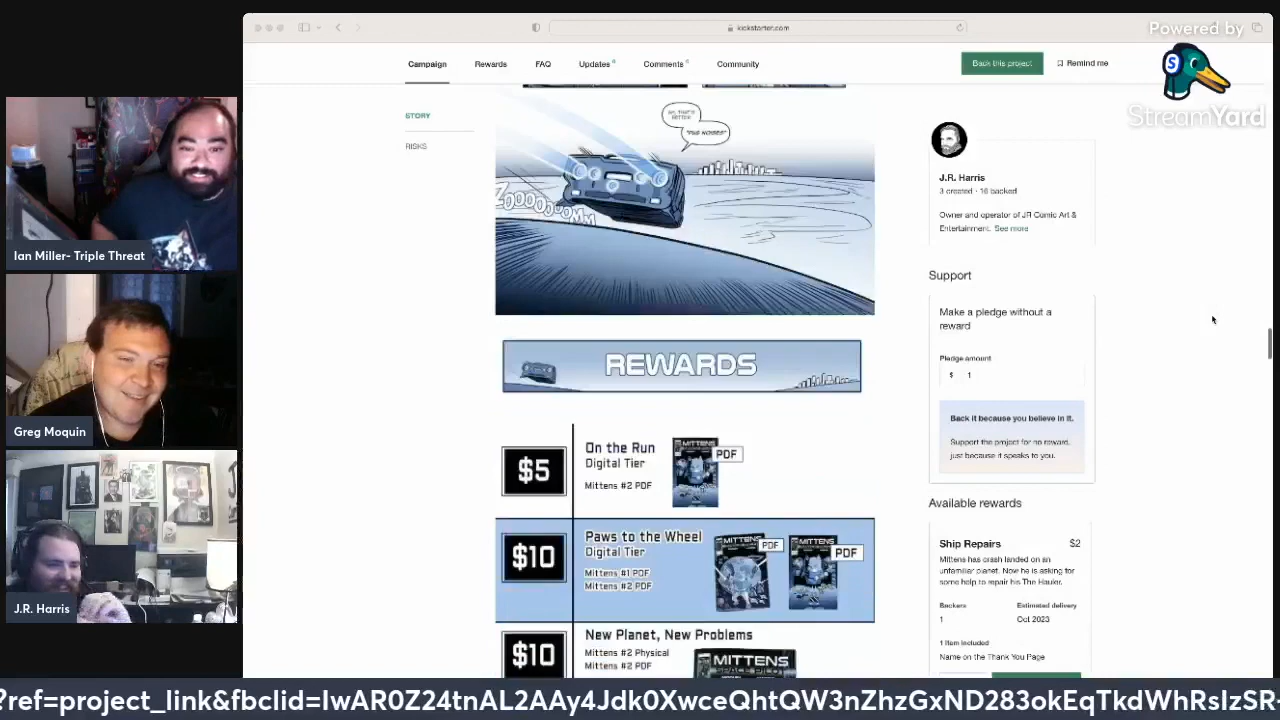 kickstarter.com
Powered by
StreamYard
Campaign
Rewards
FAQ
Updates
Comments
Community
Back this project
Remind me
STORY
RISKS
ZOOOOOOMM
J.R. Harris
3 created · 16 backed
Owner and operator of JR Comic Art &
Entertainment. See more
Support
Make a pledge without a
reward
Pledge amount
$ 1
Back it because you believe in it.
Support the project for no reward,
just because it speaks to you.
Available rewards
Ship Repairs $2
Mittens has crash landed on an
unfamiliar planet. Now he is asking for
some help to repair his The Hauler.
Backers
Estimated delivery
1
Oct 2023
1 item included
Name on the Thank You Page
REWARDS
$5
On the Run
Digital Tier
Mittens #2 PDF
MITTENS
PDF
$10
Paws to the Wheel
Digital Tier
Mittens #1 PDF
Mittens #2 PDF
MITTENS
PDF
MITTENS
PDF
$10
New Planet, New Problems
Mittens #2 Physical
Mittens #2 PDF
MITTENS
SPACE PILOT
Ian Miller- Triple Threat
Greg Moquin
J.R. Harris
?ref=project_link&fbclid=IwAR0Z24tnAL2AAy4Jdk0XwceQhtQW3nZhzGxND283okEqTkdWhRsIzSR